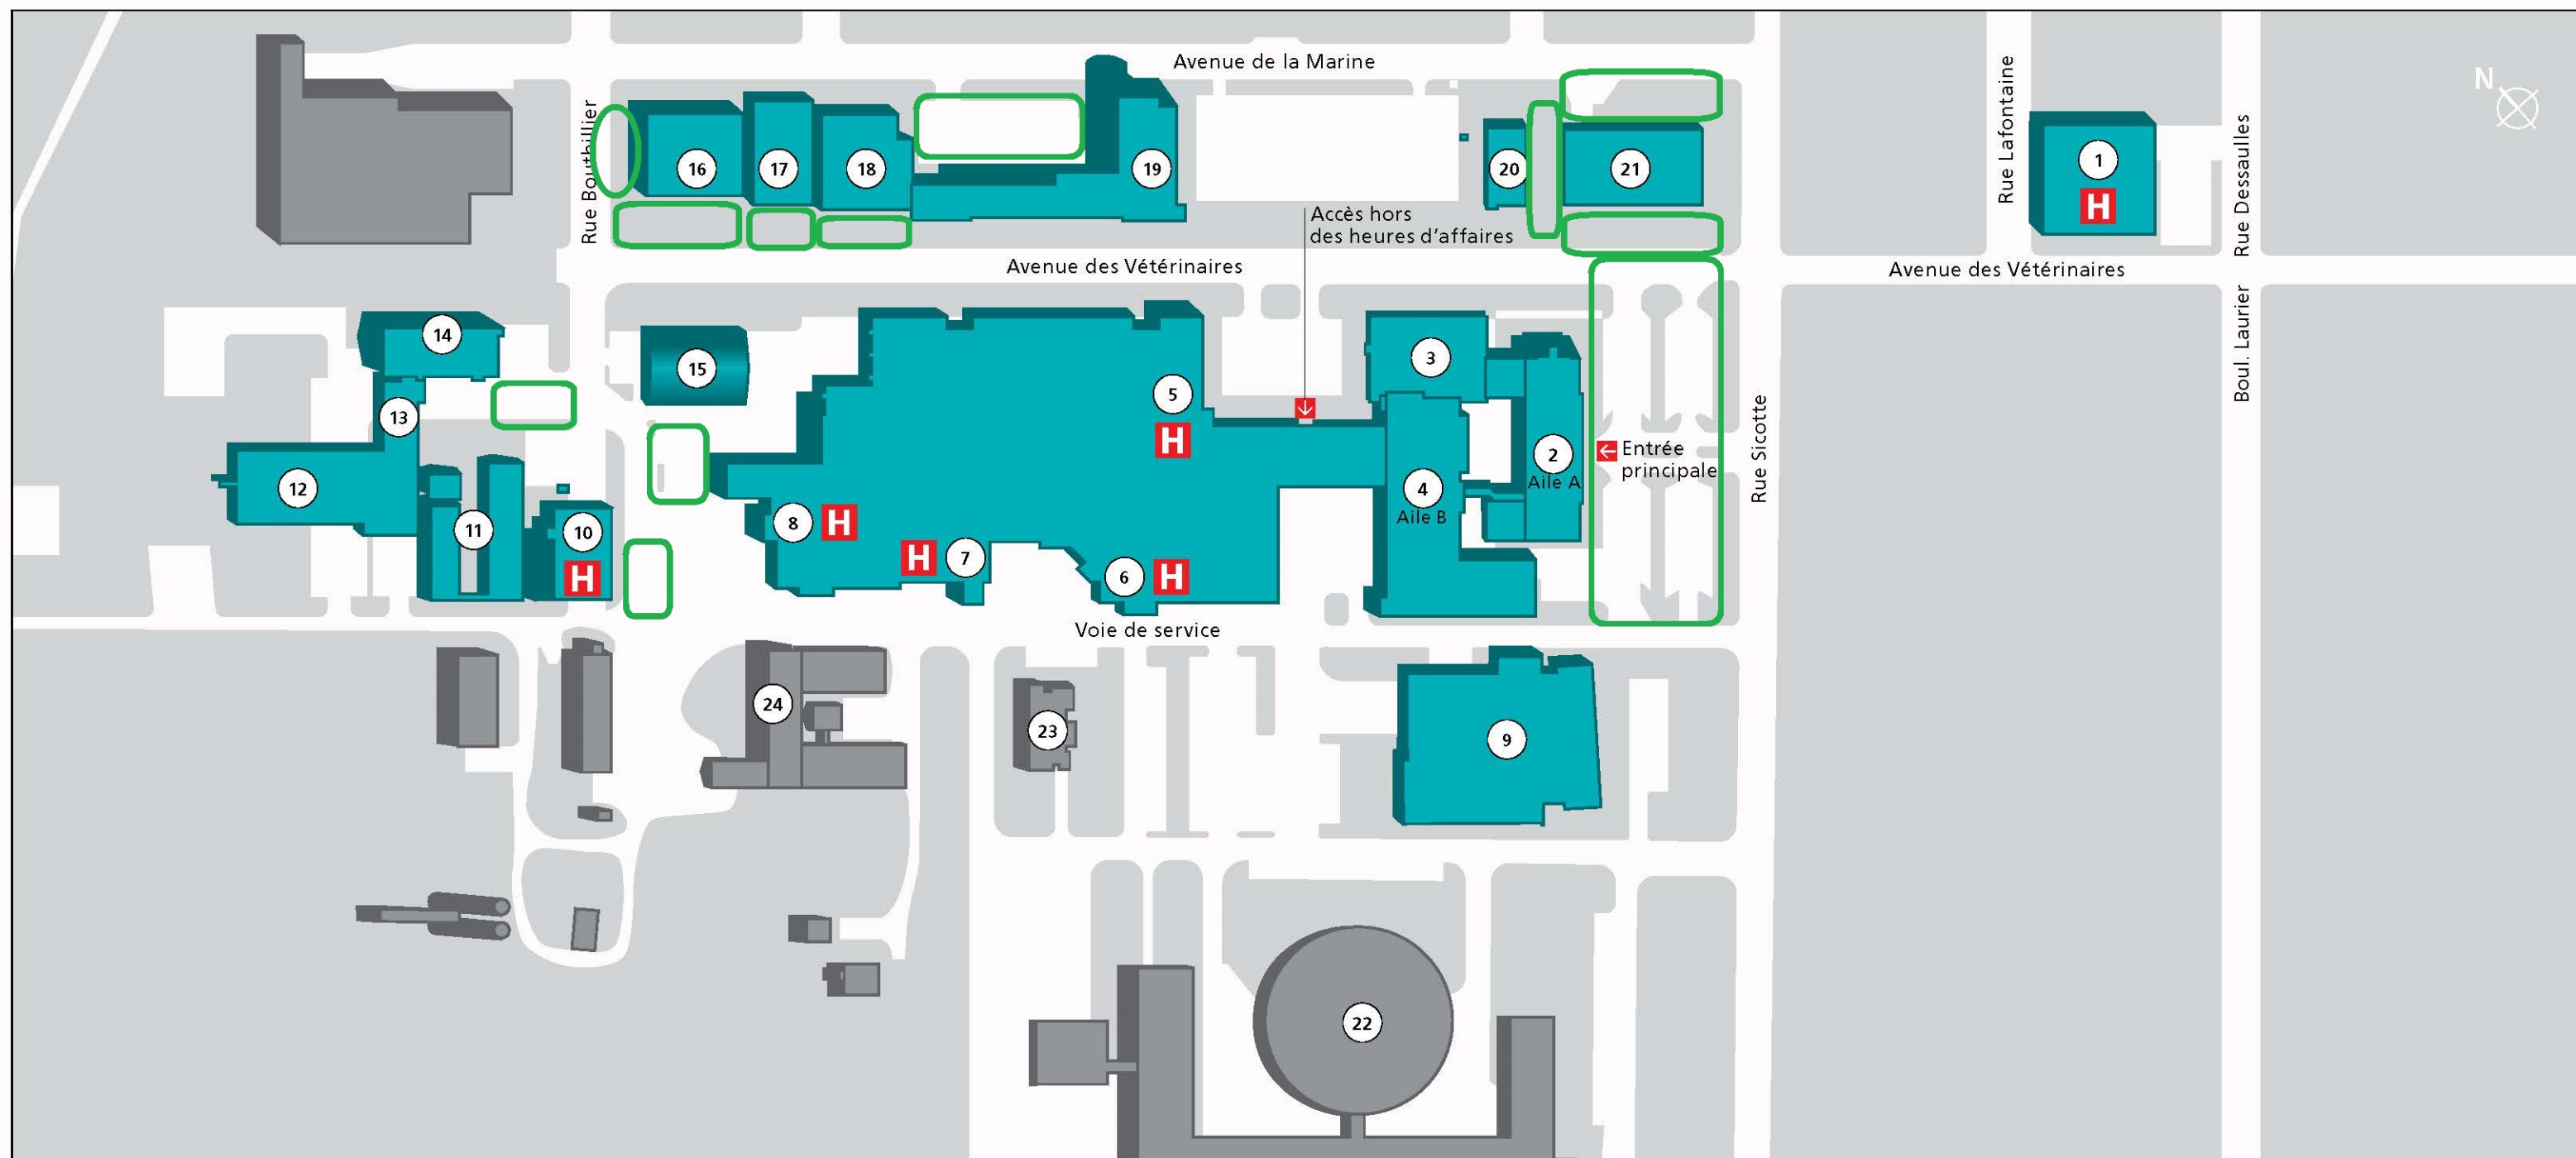 Avenue de la Marine
N
Rue Bouthillier
16
17
18
19
20
21
Rue Lafontaine
1
H
Rue Dessaulles
Accès hors
des heures d'affaires
Avenue des Vétérinaires
Avenue des Vétérinaires
Boul. Laurier
14
15
3
5
H
13
Rue Sicotte
Entrée
principale
2
Aile A
4
Aile B
12
11
10
H
8
H
H
7
6
H
Voie de service
24
23
9
22